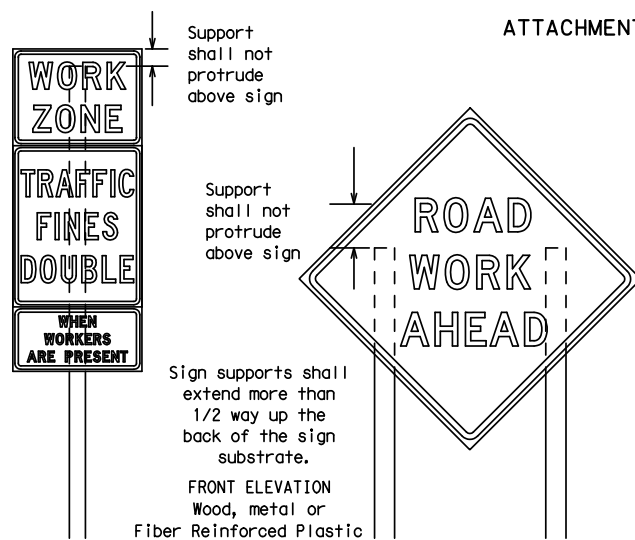 ATTACHMENT
Support
shall not
protrude
above sign
WORK
ZONE
TRAFFIC
FINES
DOUBLE
WHEN
WORKERS
ARE PRESENT
Support
shall not
protrude
above sign
ROAD
WORK
AHEAD
Sign supports shall
extend more than
1/2 way up the
back of the sign
substrate.
FRONT ELEVATION
Wood, metal or
Fiber Reinforced Plastic